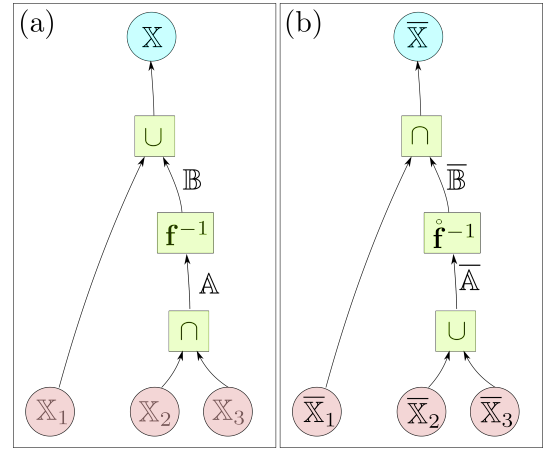 (a)
𝕏
∪
𝔹
f⁻¹
𝔸
∩
𝕏₁ 𝕏₂ 𝕏₃
(b)
𝕏̅
∩
𝔹̅
f̊⁻¹
𝔸̅
∪
𝕏̅₁ 𝕏̅₂ 𝕏̅₃